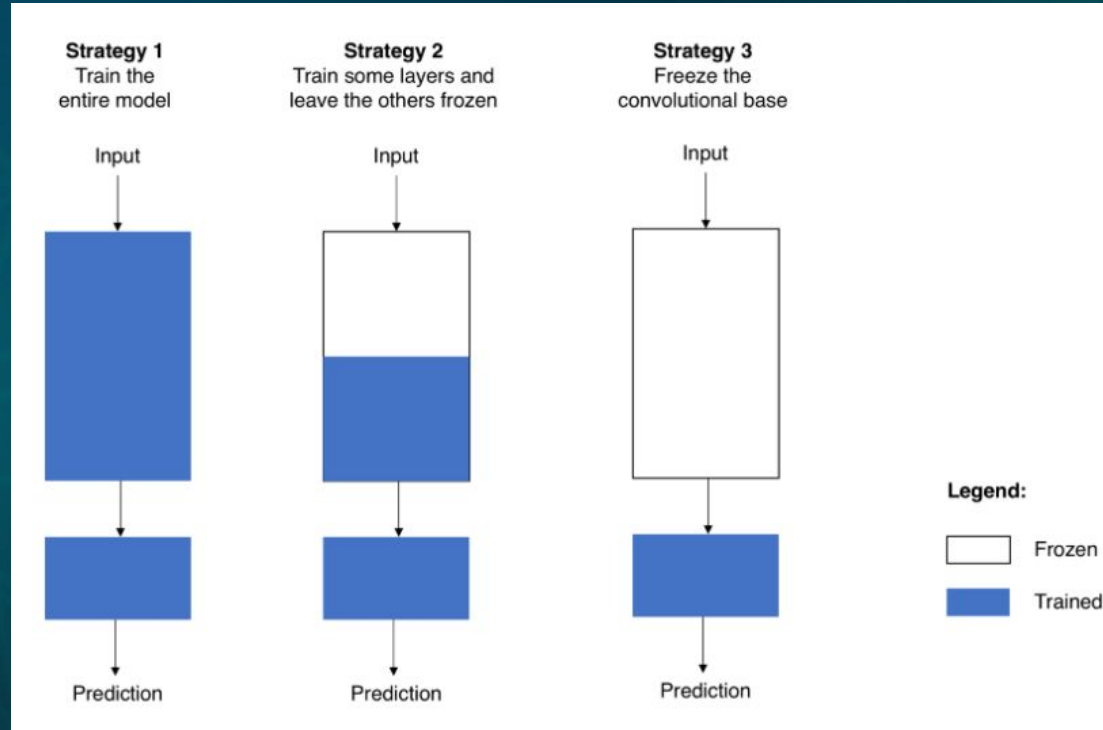 Strategy 1
Train the
entire model
Input
Prediction
Strategy 2
Train some layers and
leave the others frozen
Input
Prediction
Strategy 3
Freeze the
convolutional base
Input
Prediction
Legend:
Frozen
Trained